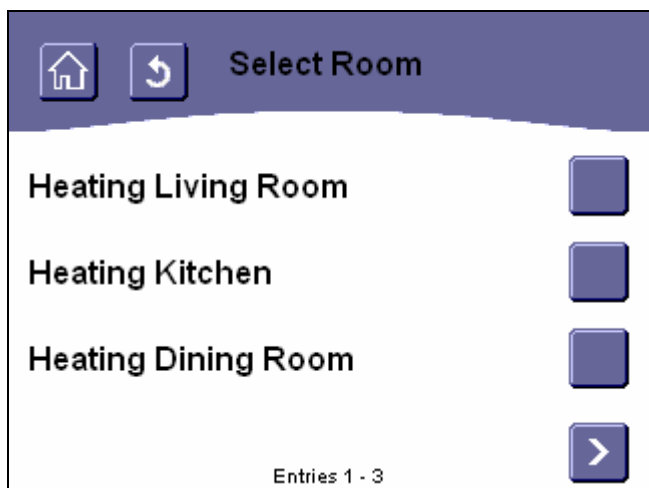 Select Room
Heating Living Room
Heating Kitchen
Heating Dining Room
Entries 1 - 3